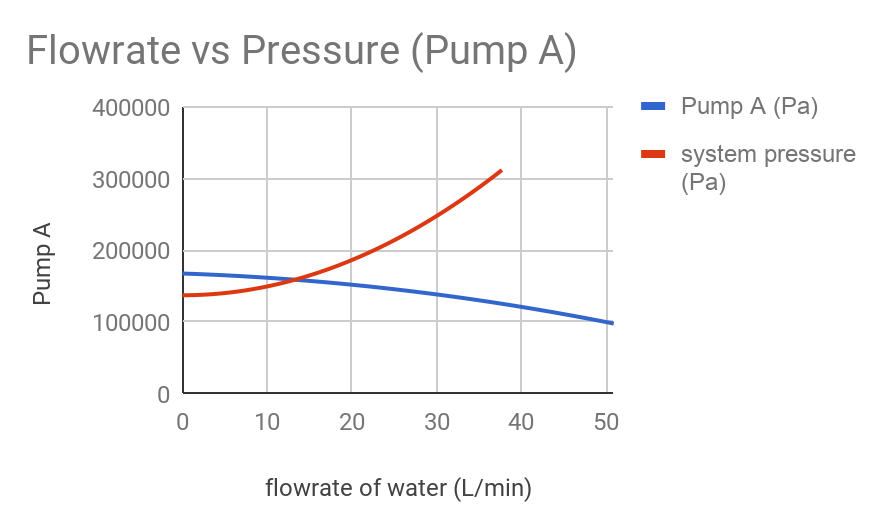 Flowrate vs Pressure (Pump A)
400000
300000
200000
100000
0
Pump A
0 10 20 30 40 50
flowrate of water (L/min)
Pump A (Pa)
system pressure
(Pa)